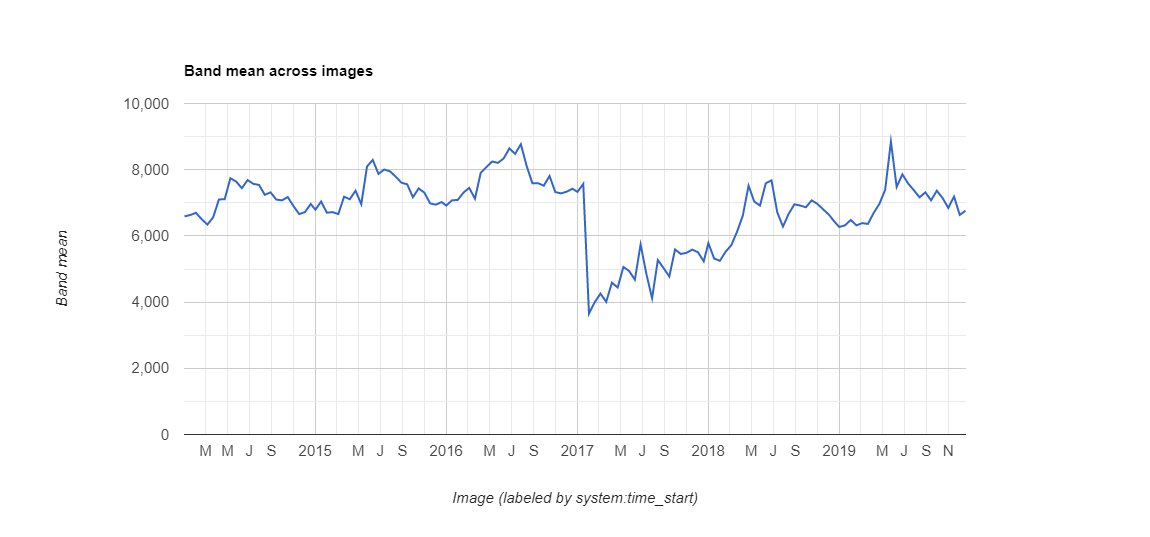 Band mean across images
10,000
8,000
6,000
4,000
2,000
0
Band mean
M M J S 2015 M J S 2016 M J S 2017 M J S 2018 M J S 2019 M J S N
Image (labeled by system:time_start)